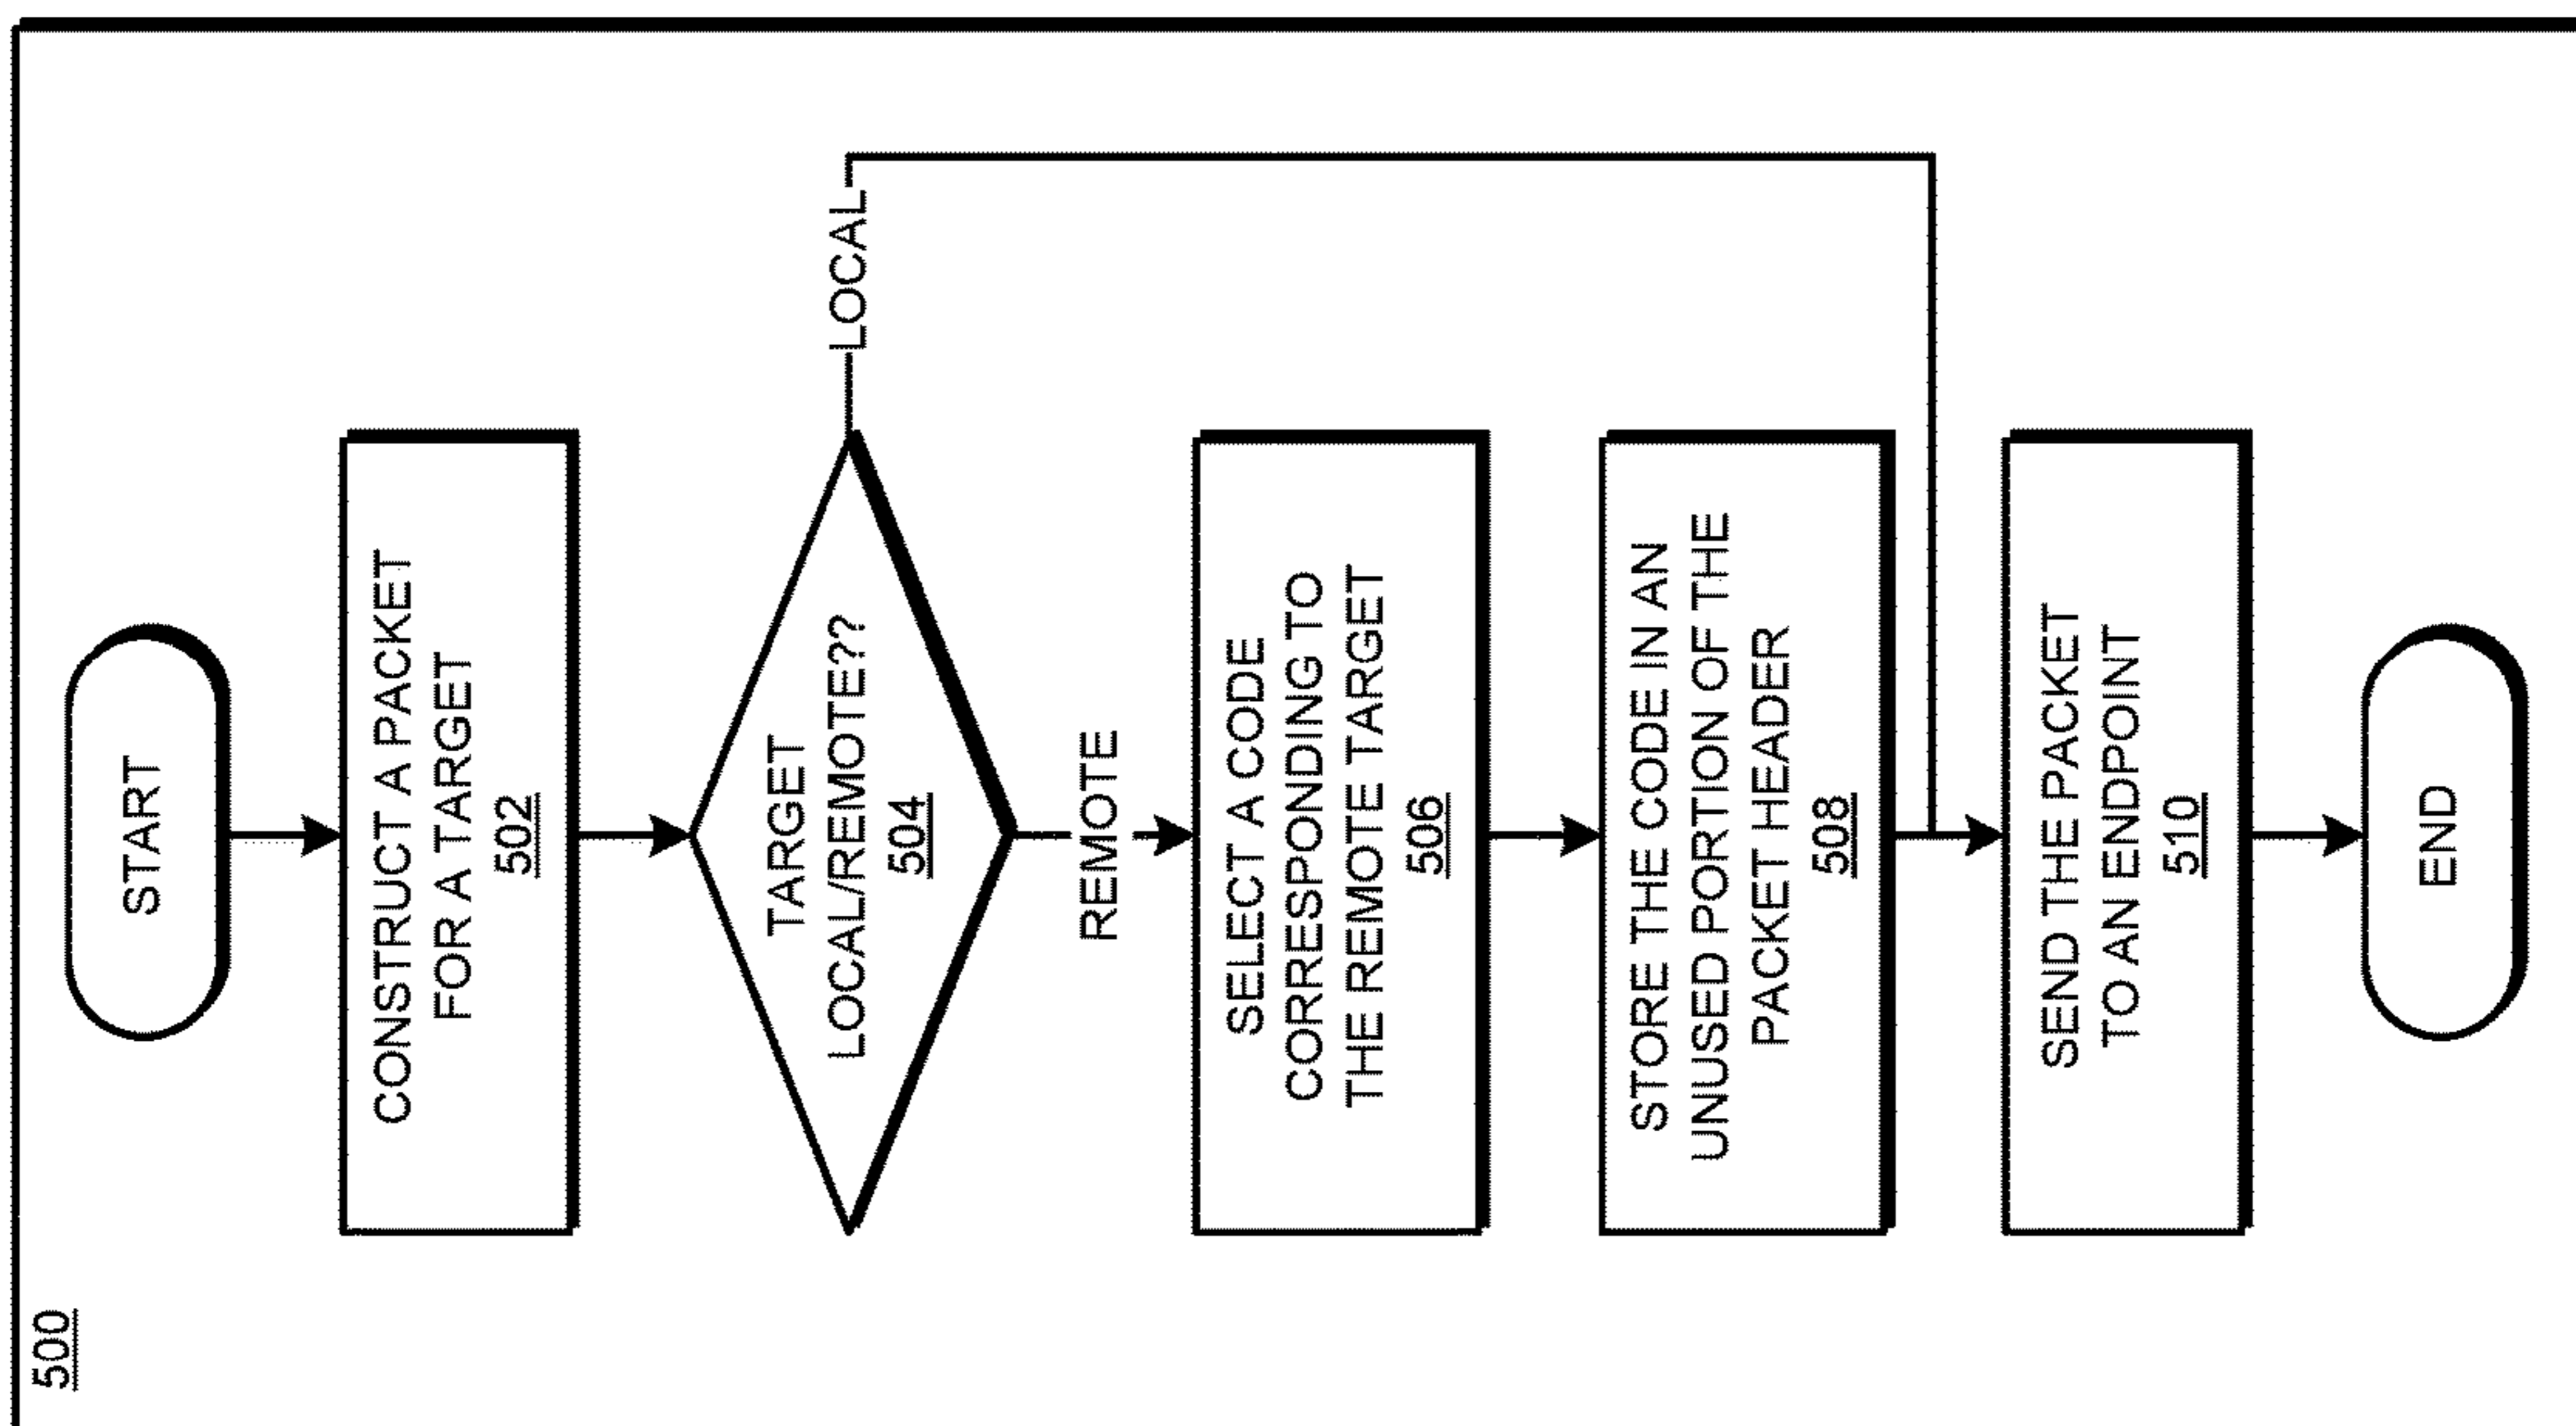 500
START
CONSTRUCT A PACKET
FOR A TARGET
502
TARGET
LOCAL/REMOTE??
504
LOCAL
REMOTE
SELECT A CODE
CORRESPONDING TO
THE REMOTE TARGET
506
STORE THE CODE IN AN
UNUSED PORTION OF THE
PACKET HEADER
508
SEND THE PACKET
TO AN ENDPOINT
510
END